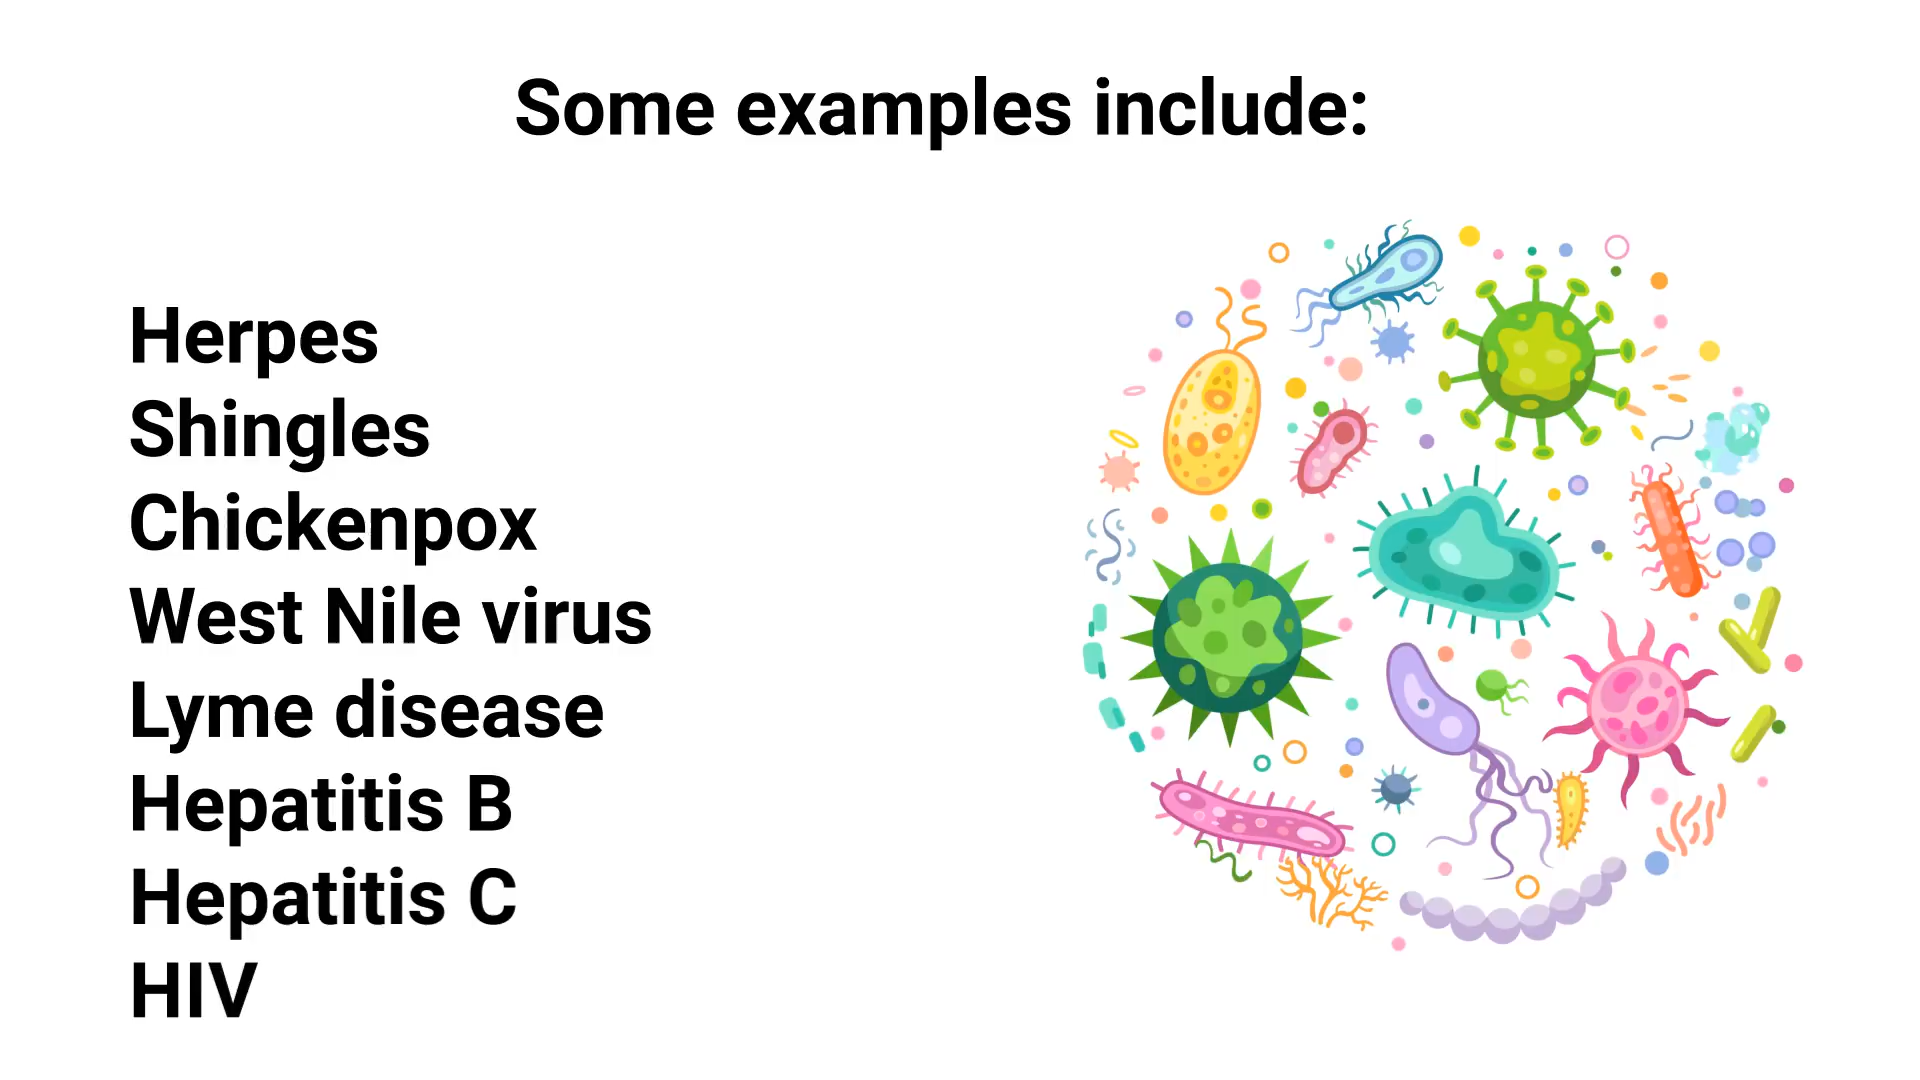 Some examples include:
Herpes
Shingles
Chickenpox
West Nile virus
Lyme disease
Hepatitis B
Hepatitis C
HIV